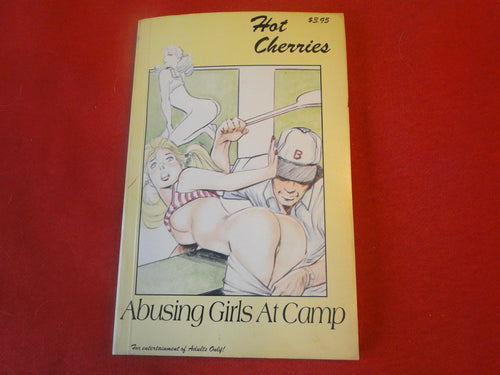 Hot
$3.95
Cherries
B
Abusing Girls At Camp
For entertainment of Adults Only!